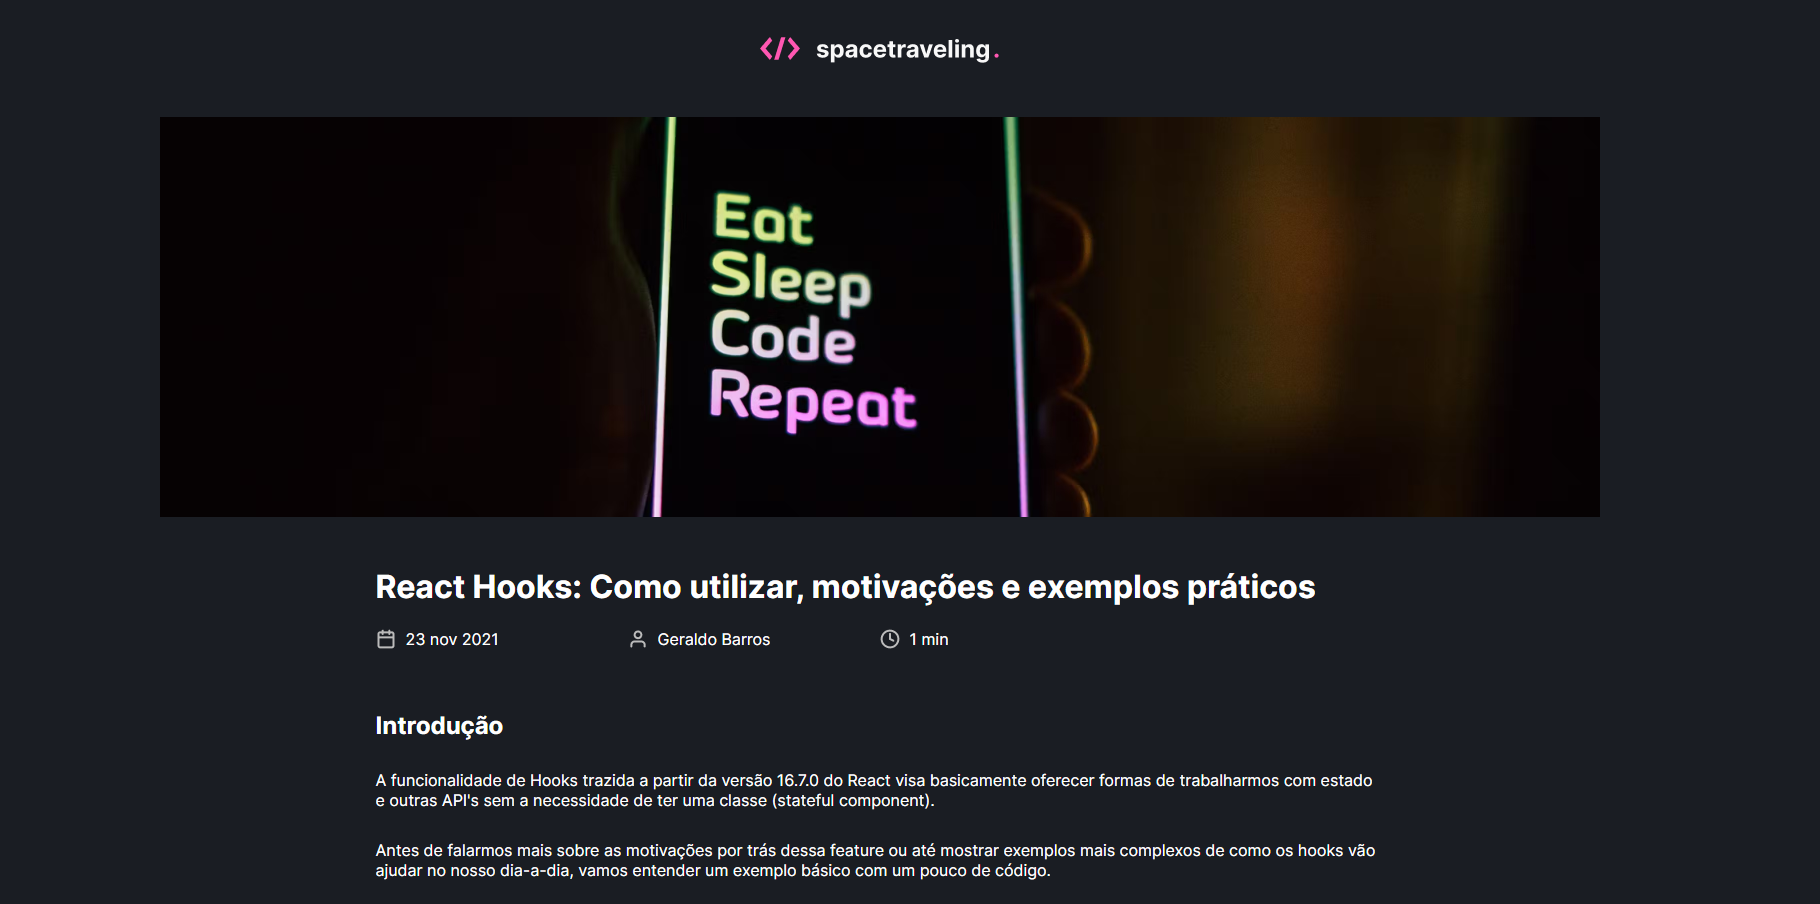 </> spacetraveling.
Eat
Sleep
Code
Repeat
React Hooks: Como utilizar, motivações e exemplos práticos
23 nov 2021 Geraldo Barros 1 min
Introdução
A funcionalidade de Hooks trazida a partir da versão 16.7.0 do React visa basicamente oferecer formas de trabalharmos com estado
e outras API's sem a necessidade de ter uma classe (stateful component).
Antes de falarmos mais sobre as motivações por trás dessa feature ou até mostrar exemplos mais complexos de como os hooks vão
ajudar no nosso dia-a-dia, vamos entender um exemplo básico com um pouco de código.